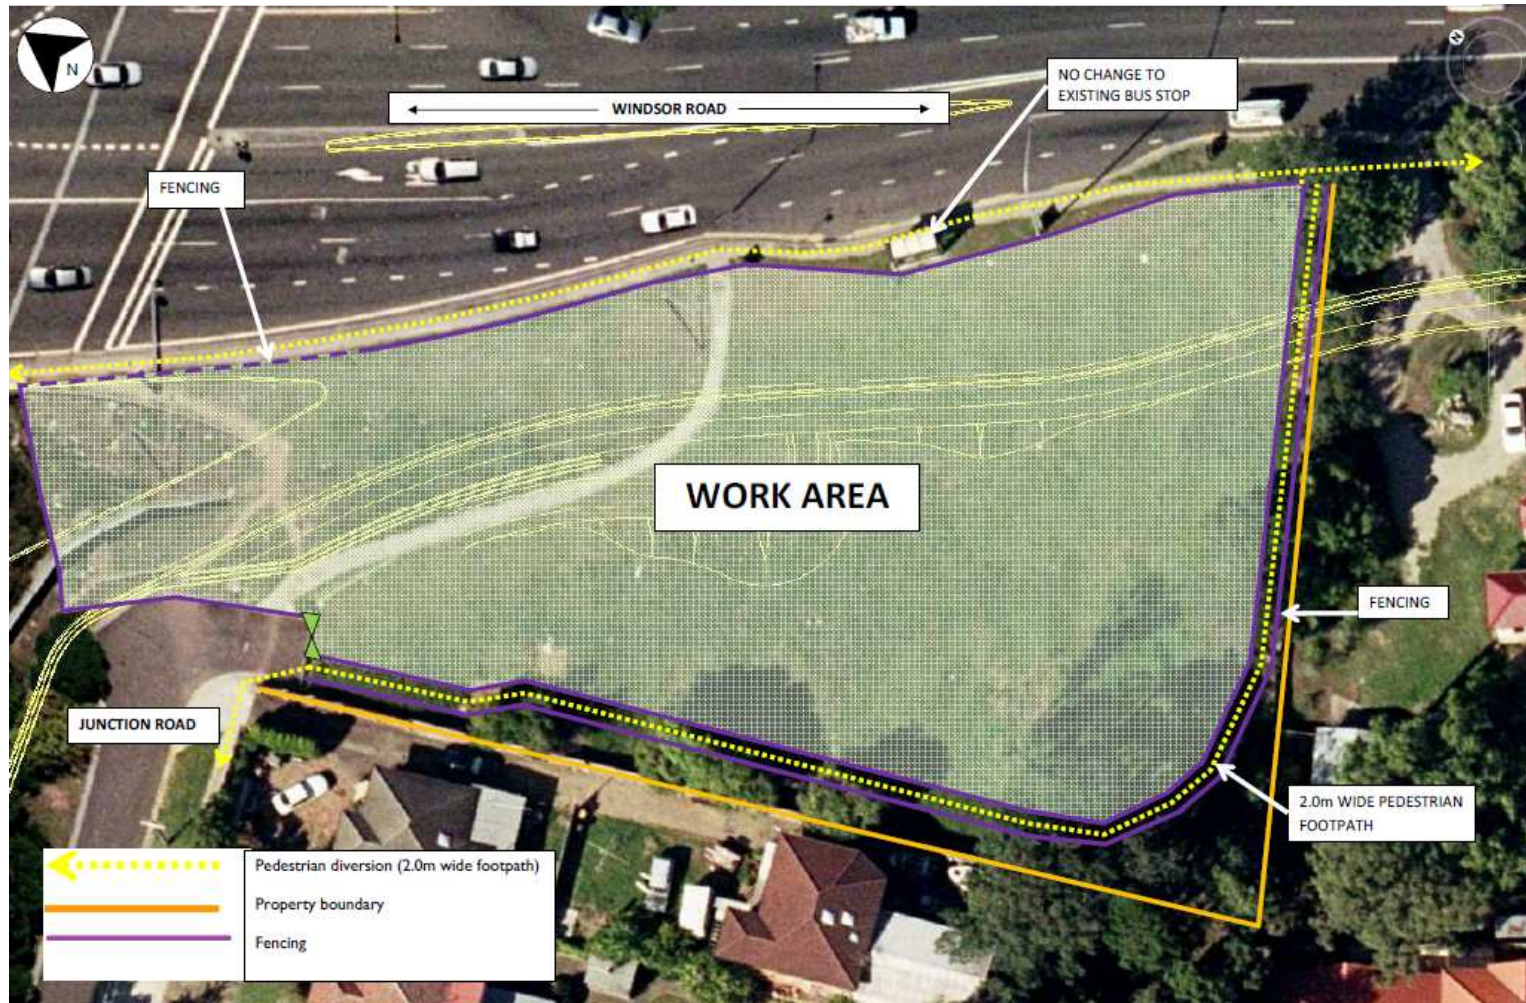 N
N
WINDSOR ROAD
NO CHANGE TO
EXISTING BUS STOP
FENCING
WORK AREA
FENCING
JUNCTION ROAD
2.0m WIDE PEDESTRIAN
FOOTPATH
Pedestrian diversion (2.0m wide footpath)
Property boundary
Fencing